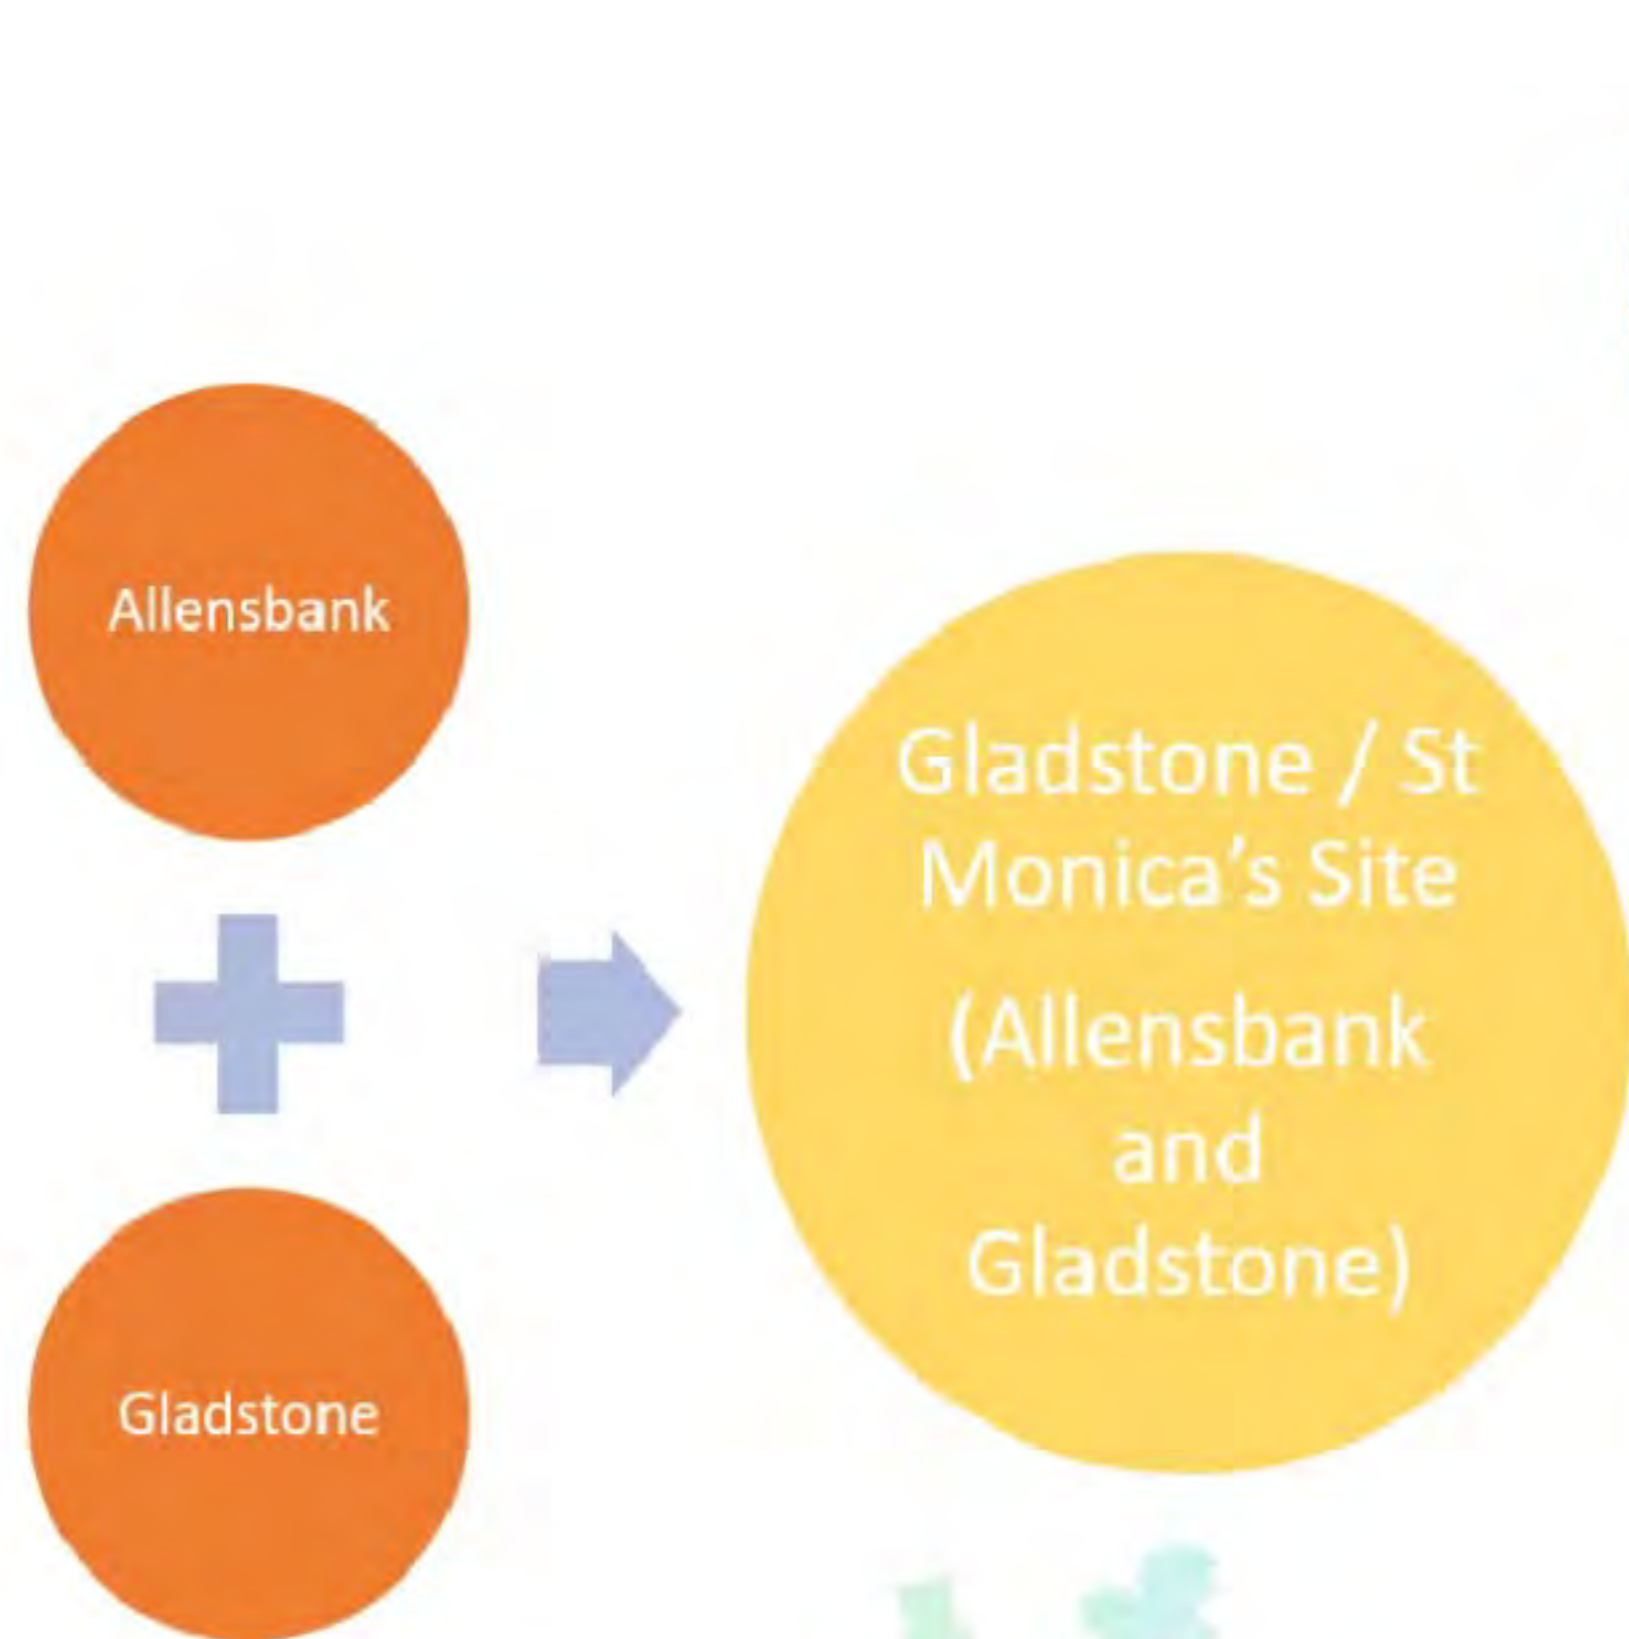 Allensbank
Gladstone
Gladstone / St
Monica’s Site
(Allensbank
and
Gladstone)